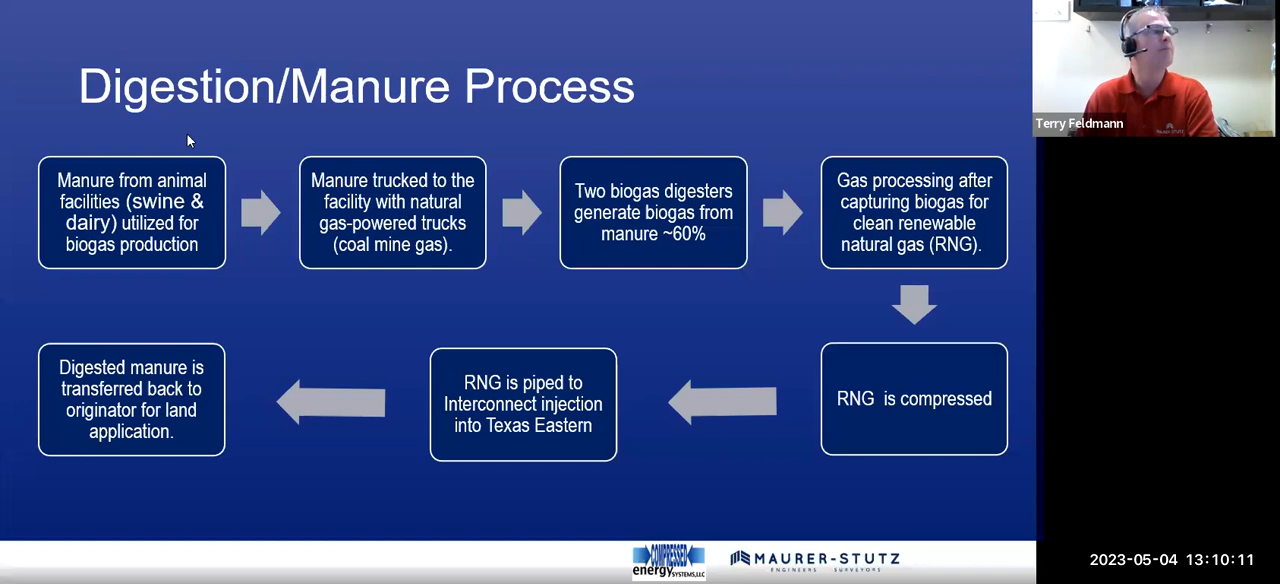 Digestion/Manure Process
Terry Feldmann
Manure from animal
facilities (swine &
dairy) utilized for
biogas production
Manure trucked to the
facility with natural
gas-powered trucks
(coal mine gas).
Two biogas digesters
generate biogas from
manure ~60%
Gas processing after
capturing biogas for
clean renewable
natural gas (RNG).
RNG  is compressed
RNG is piped to
Interconnect injection
into Texas Eastern
Digested manure is
transferred back to
originator for land
application.
COMPRESSED
energy SYSTEMS, LLC
MAURER-STUTZ
ENGINEERS SURVEYORS
2023-05-04 13:10:11